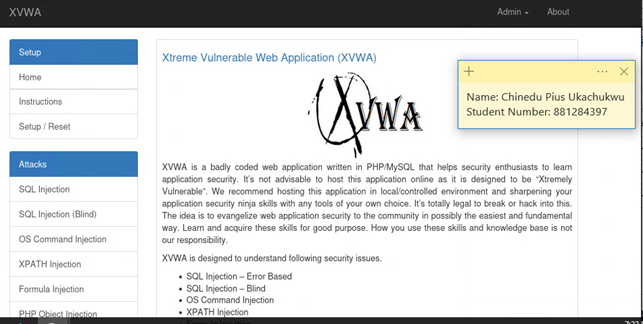 XVWA
Admin
About
Setup
Home
Instructions
Setup / Reset
Attacks
SQL Injection
SQL Injection (Blind)
OS Command Injection
XPATH Injection
Formula Injection
PHP Object Injection
Xtreme Vulnerable Web Application (XVWA)
XVWA
XVWA is a badly coded web application written in PHP/MySQL that helps security enthusiasts to learn
application security. It's not advisable to host this application online as it is designed to be “Xtremely
Vulnerable”. We recommend hosting this application in local/controlled environment and sharpening your
application security ninja skills with any tools of your own choice. It's totally legal to break or hack into this.
The idea is to evangelize web application security to the community in possibly the easiest and fundamental
way. Learn and acquire these skills for good purpose. How you use these skills and knowledge base is not
our responsibility.
XVWA is designed to understand following security issues.
• SQL Injection – Error Based
• SQL Injection – Blind
• OS Command Injection
• XPATH Injection
Name: Chinedu Pius Ukachukwu
Student Number: 881284397